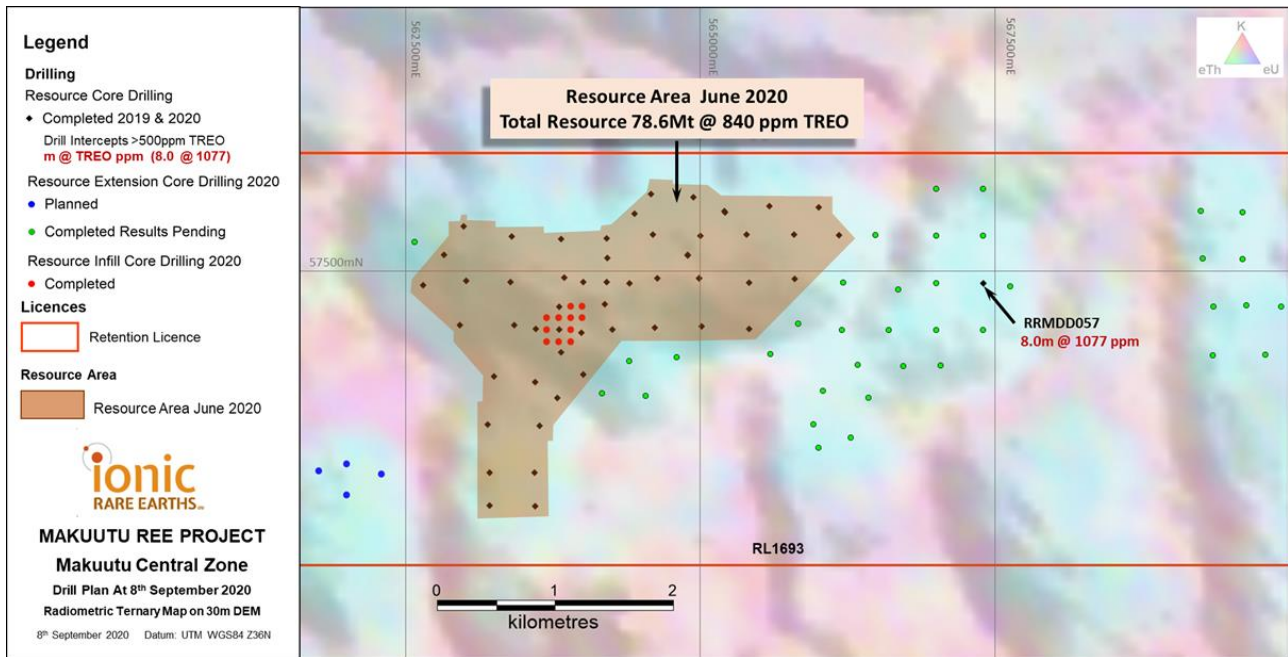 Legend
Drilling
Resource Core Drilling
Completed 2019 & 2020
Drill Intercepts >500ppm TREO
m @ TREO ppm (8.0 @ 1077)
Resource Extension Core Drilling 2020
Planned
Completed Results Pending
Resource Infill Core Drilling 2020
Completed
Licences
Retention Licence
Resource Area
Resource Area June 2020
ionic
RARE EARTHS
MAKUUTU REE PROJECT
Makuutu Central Zone
Drill Plan At 8th September 2020
Radiometric Ternary Map on 30m DEM
8th September 2020 Datum: UTM WGS84 Z36N
562500mE
565000mE
567500mE
K
eTh eU
Resource Area June 2020
Total Resource 78.6Mt @ 840 ppm TREO
57500mN
RRMDD057
8.0m @ 1077 ppm
RL1693
0 1 2
kilometres